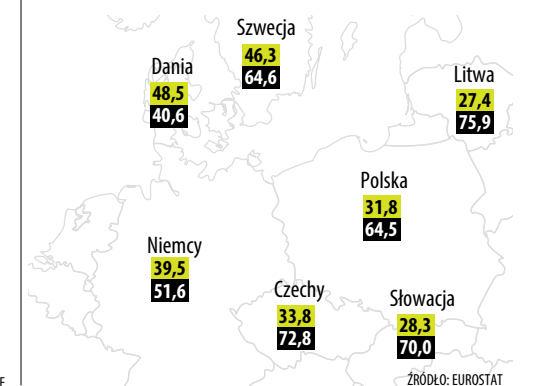 Szwecja
46,3
64,6
Dania
48,5
40,6
Litwa
27,4
75,9
Polska
31,8
64,5
Niemcy
39,5
51,6
Czechy
33,8
72,8
Słowacja
28,3
70,0
ŹRÓDŁO: EUROSTAT